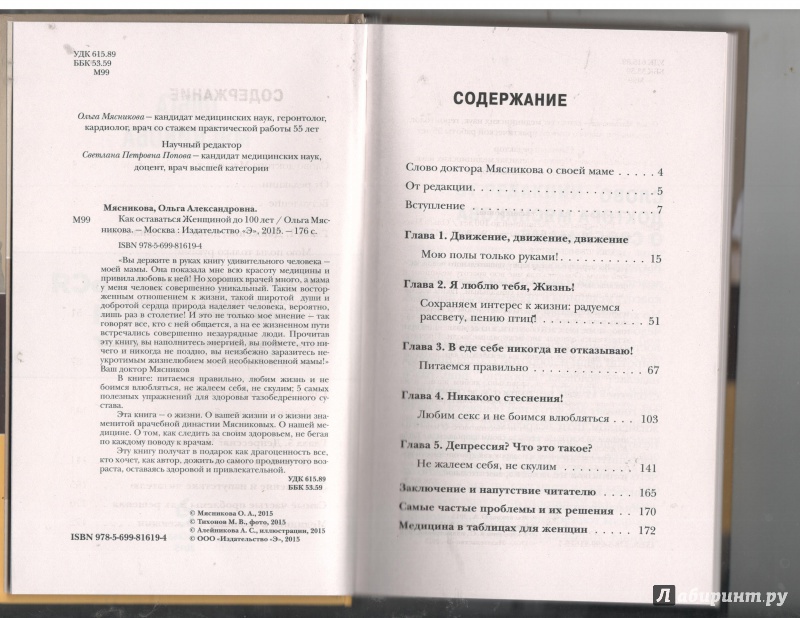 УДК 615.89
ББК 53.59
М99
Ольга Мясникова – кандидат медицинских наук, геронтолог,
кардиолог, врач со стажем практической работы 55 лет
Научный редактор
Светлана Петровна Попова – кандидат медицинских наук,
доцент, врач высшей категории
Мясникова, Ольга Александровна.
М99 Как оставаться Женщиной до 100 лет / Ольга Мяс-
никова. – Москва : Издательство «Э», 2015. – 176 с.
ISBN 978-5-699-81619-4
«Вы держите в руках книгу удивительного человека –
моей мамы. Она показала мне всю красоту медицины и
привила любовь к ней! Но хороших врачей много, а мама
у меня человек совершенно уникальный. Таким востор-
женным отношением к жизни, такой широтой души и
добротой сердца природа наделяет человека, вероятно,
лишь раз в столетие! И это не только мое мнение – так
говорят все, кто с ней общается, а на ее жизненном пути
встречались совершенно незаурядные люди. Прочитав
эту книгу, вы наполнитесь энергией, вы поймете, что ни-
чего и никогда не поздно, вы неизбежно заразитесь не-
укротимым жизнелюбием моей необыкновенной мамы!»
Ваш доктор Мясников
В книге: питаемся правильно, любим жизнь и не
боимся влюбляться, не жалеем себя, не скулим; 5 самых
полезных упражнений для здоровья тазобедренного су-
става.
Эта книга – о жизни. О вашей жизни и о жизни зна-
менитой врачебной династии Мясниковых. О нашей ме-
дицине. О том, как следить за своим здоровьем, не бегая
по каждому поводу к врачам.
Эту книгу получат в подарок как драгоценность все,
кто хочет, как автор, дожить до самого продвинутого воз-
раста, оставаясь здоровой и привлекательной.
УДК 615.89
ББК 53.59
© Мясникова О. А., 2015
© Тихонов М. В., фото, 2015
© Алейникова А. С., иллюстрации, 2015
ISBN 978-5-699-81619-4 © ООО «Издательство «Э», 2015
СОДЕРЖАНИЕ
Слово доктора Мясникова о своей маме . . . . 4
От редакции. . . . . . . . . . . . . . . . . . . . 5
Вступление . . . . . . . . . . . . . . . . . . . . 7
Глава 1. Движение, движение, движение
Мою полы только руками!. . . . . . . . . . 15
Глава 2. Я люблю тебя, Жизнь!
Сохраняем интерес к жизни: радуемся
рассвету, пению птиц! . . . . . . . . . . . . 51
Глава 3. В еде себе никогда не отказываю!
Питаемся правильно . . . . . . . . . . . . . 67
Глава 4. Никакого стеснения!
Любим секс и не боимся влюбляться . . . 103
Глава 5. Депрессия? Что это такое?
Не жалеем себя, не скулим . . . . . . . . . 141
Заключение и напутствие читателю . . . . . 165
Самые частые проблемы и их решения . . . . 170
Медицина в таблицах для женщин . . . . . . 172
Лабиринт.ру